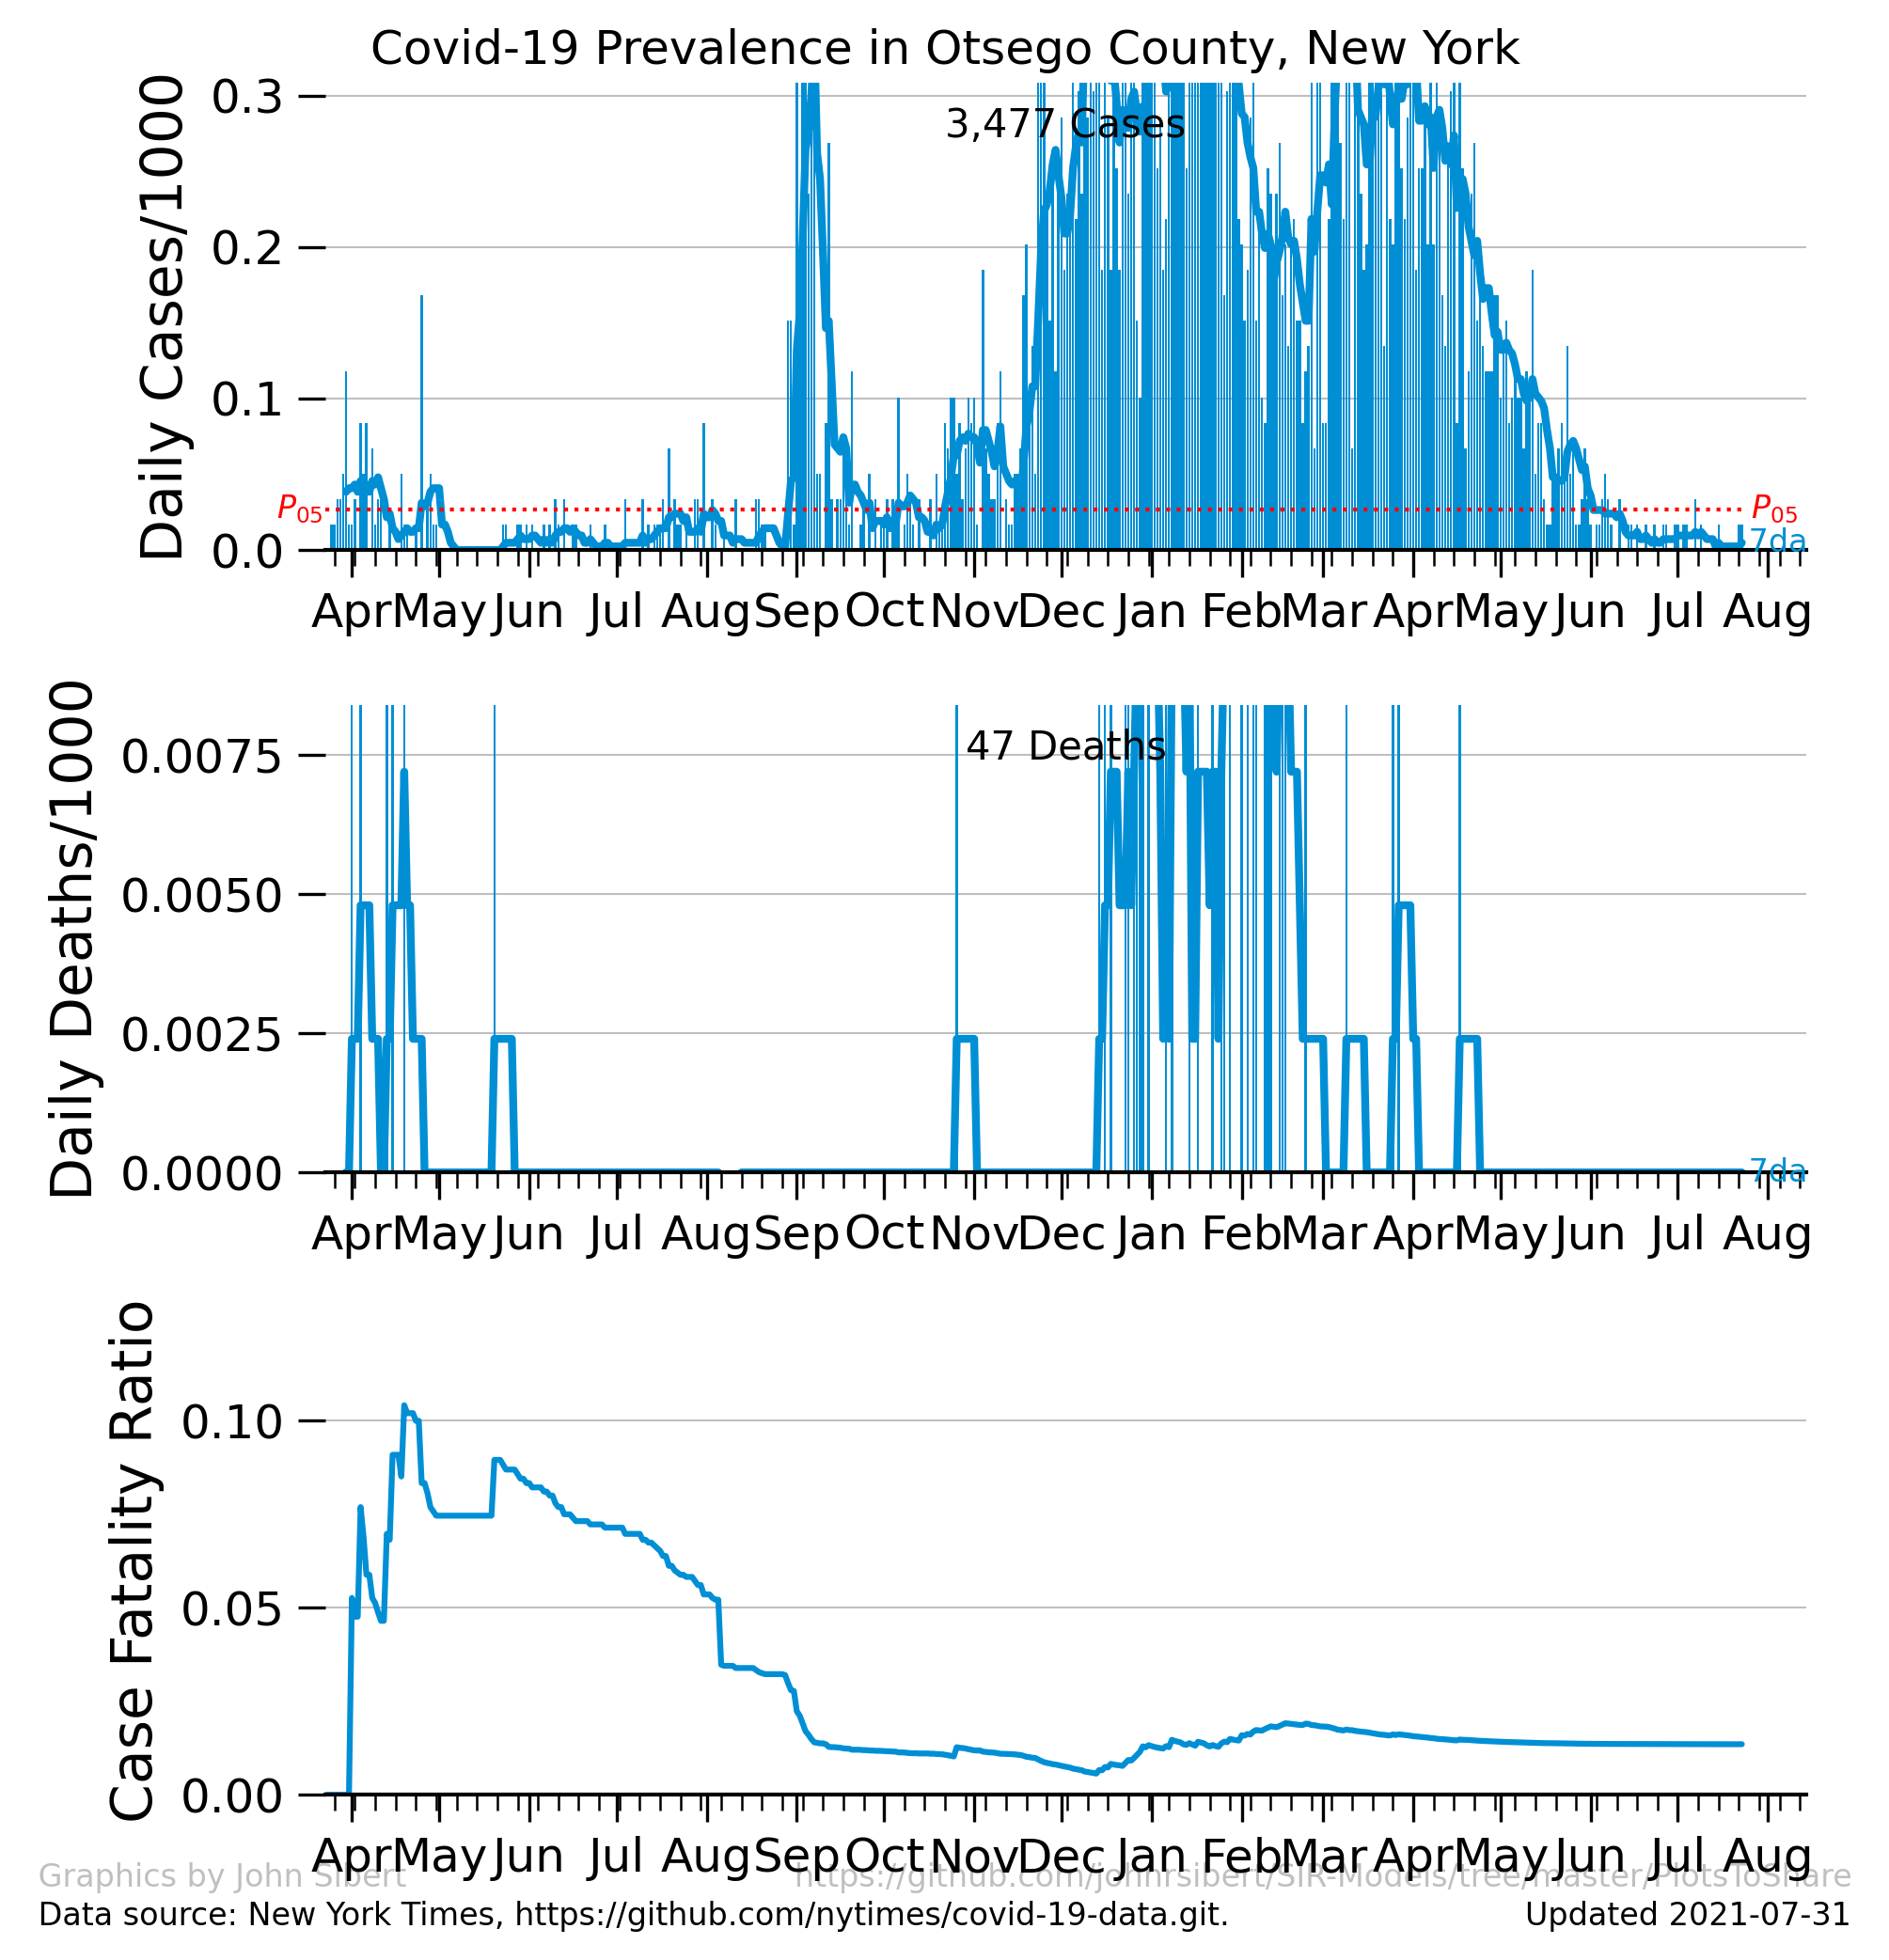 Covid-19 Prevalence in Otsego County, New York
Daily Cases/1000
0.3
0.2
0.1
0.0
3,477 Cases
P05
P05
7da
Apr May Jun Jul Aug Sep Oct Nov Dec Jan Feb Mar Apr May Jun Jul Aug
Daily Deaths/1000
0.0075
0.0050
0.0025
0.0000
47 Deaths
7da
Apr May Jun Jul Aug Sep Oct Nov Dec Jan Feb Mar Apr May Jun Jul Aug
Case Fatality Ratio
0.10
0.05
0.00
Apr May Jun Jul Aug Sep Oct Nov Dec Jan Feb Mar Apr May Jun Jul Aug
Graphics by John Sibert
https://github.com/johnrsibert/SIR-Models/tree/master/PlotsToShare
Data source: New York Times, https://github.com/nytimes/covid-19-data.git.
Updated 2021-07-31